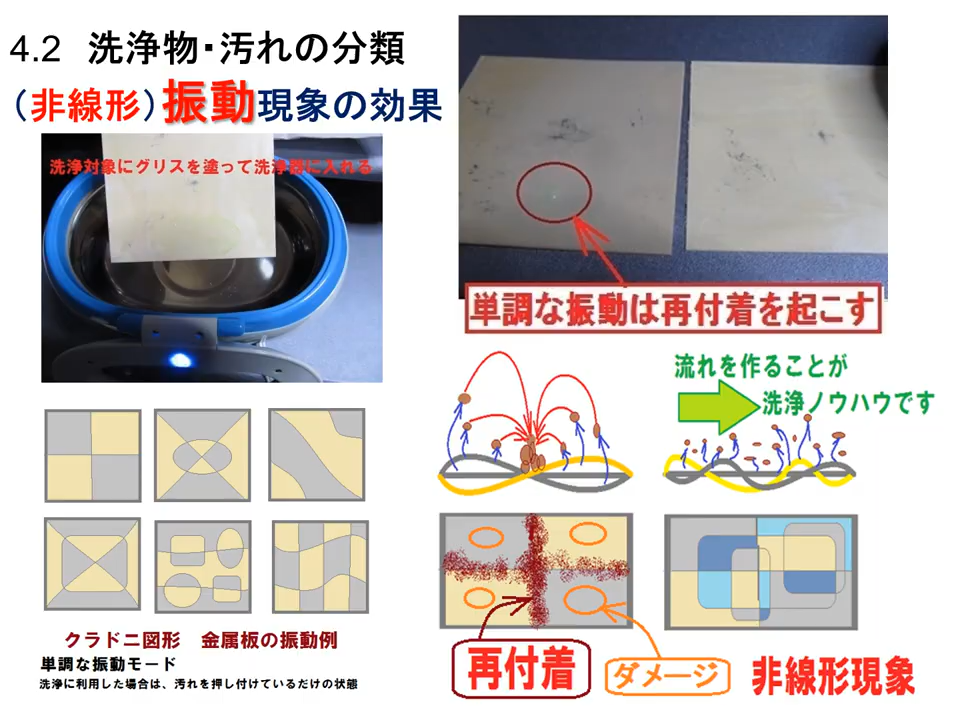 4.2 洗浄物・汚れの分類
（非線形）振動現象の効果
洗浄対象にグリスを塗って洗浄器に入れる
単調な振動は再付着を起こす
流れを作ることが
洗浄ノウハウです
クラドニ図形 金属板の振動例
単調な振動モード
洗浄に利用した場合は、汚れを押し付けているだけの状態
再付着
ダメージ
非線形現象